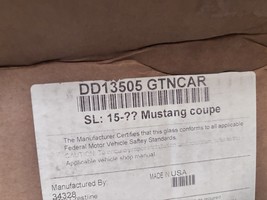 DD13505 GTNCAR
SL: 15-?? Mustang coupe
The Manufacturer Certifies that this glass conforms to all applicable
Federal Motor Vehicle Saftey Standards.
Applicable vehicle shop manual
MADE IN USA
Manufactured By:
34328